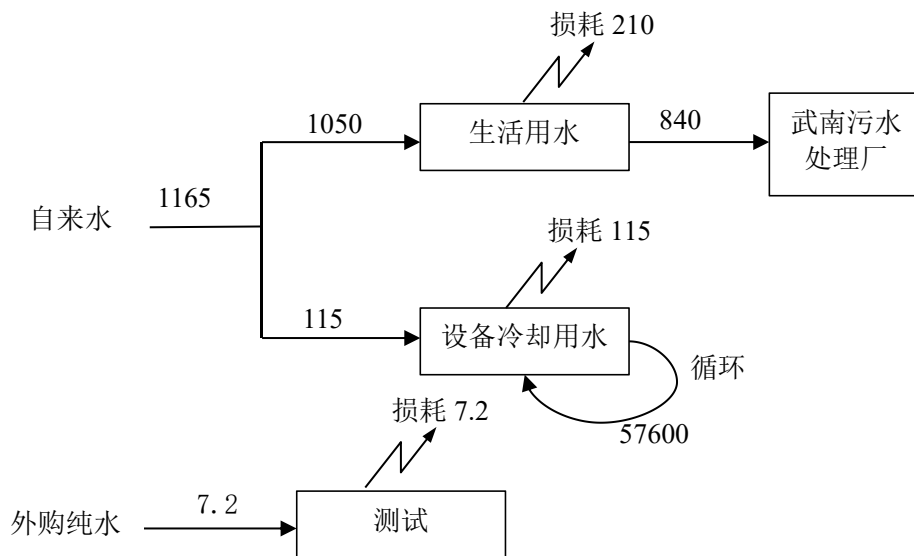 损耗 210
1050
生活用水
840
武南污水
处理厂
自来水
1165
损耗 115
115
设备冷却用水
循环
57600
损耗 7.2
外购纯水
7.2
测试